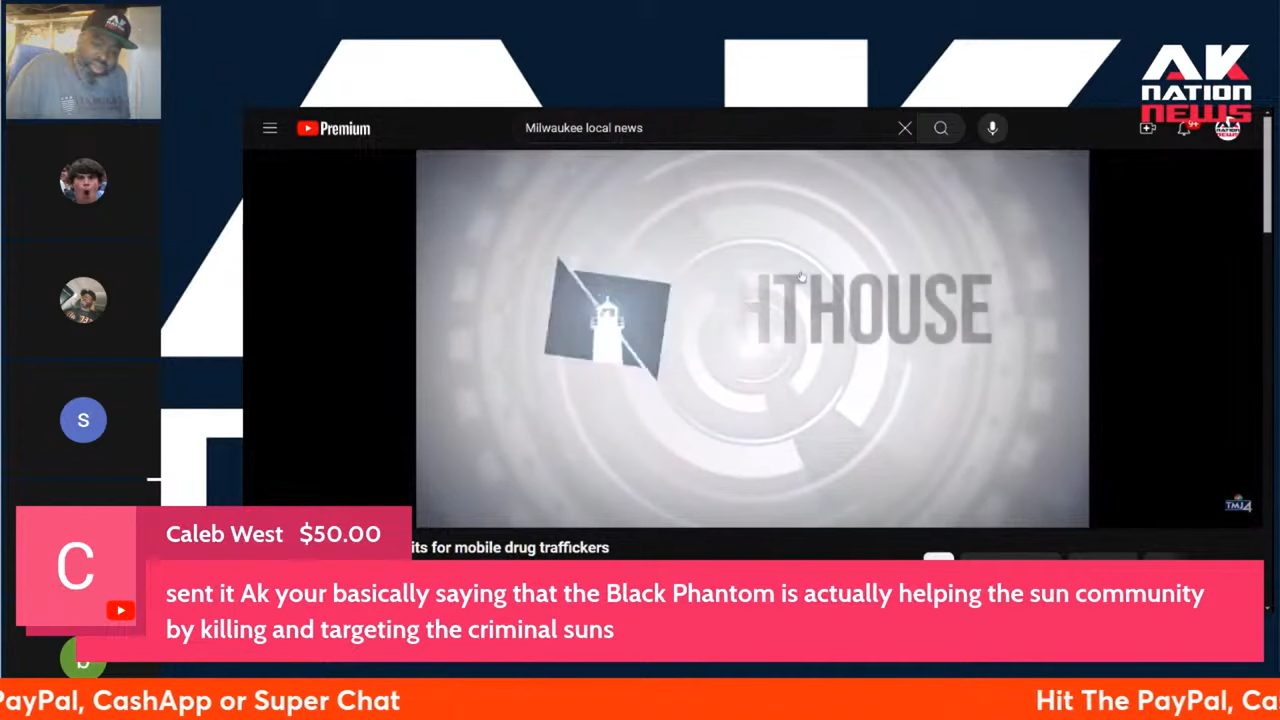 AK
NATION
NEWS
Premium
Milwaukee local news
9+
HTHOUSE
S
TMJ4
C
Caleb West $50.00
its for mobile drug traffickers
sent it Ak your basically saying that the Black Phantom is actually helping the sun community
by killing and targeting the criminal suns
PayPal, CashApp or Super Chat
Hit The PayPal, Ca